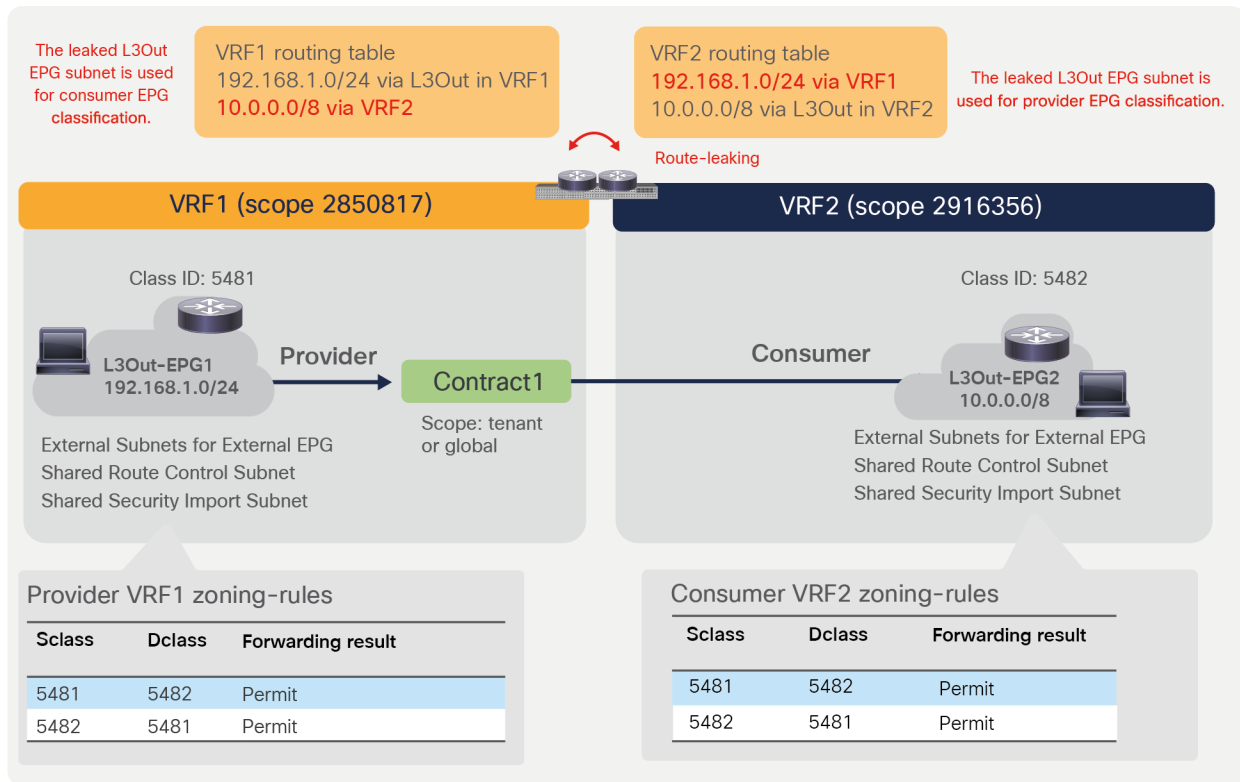 The leaked L3Out
EPG subnet is used
for consumer EPG
classification.
VRF1 routing table
192.168.1.0/24 via L3Out in VRF1
10.0.0.0/8 via VRF2
VRF2 routing table
192.168.1.0/24 via VRF1
10.0.0.0/8 via L3Out in VRF2
The leaked L3Out EPG subnet is
used for provider EPG classification.
Route-leaking
VRF1 (scope 2850817)
VRF2 (scope 2916356)
Class ID: 5481
L3Out-EPG1
192.168.1.0/24
Provider
Contract1
Scope: tenant
or global
Consumer
Class ID: 5482
L3Out-EPG2
10.0.0.0/8
External Subnets for External EPG
Shared Route Control Subnet
Shared Security Import Subnet
External Subnets for External EPG
Shared Route Control Subnet
Shared Security Import Subnet
Provider VRF1 zoning-rules
Sclass Dclass Forwarding result
5481 5482 Permit
5482 5481 Permit
Consumer VRF2 zoning-rules
Sclass Dclass Forwarding result
5481 5482 Permit
5482 5481 Permit